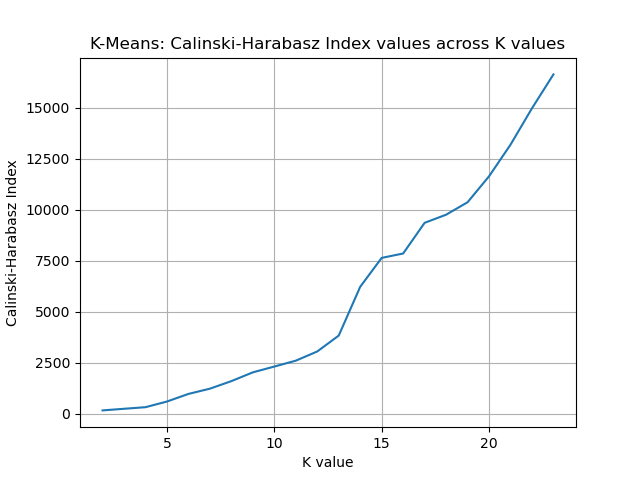 K-Means: Calinski-Harabasz Index values across K values
Calinski-Harabasz Index
15000
12500
10000
7500
5000
2500
0
5 10 15 20
K value